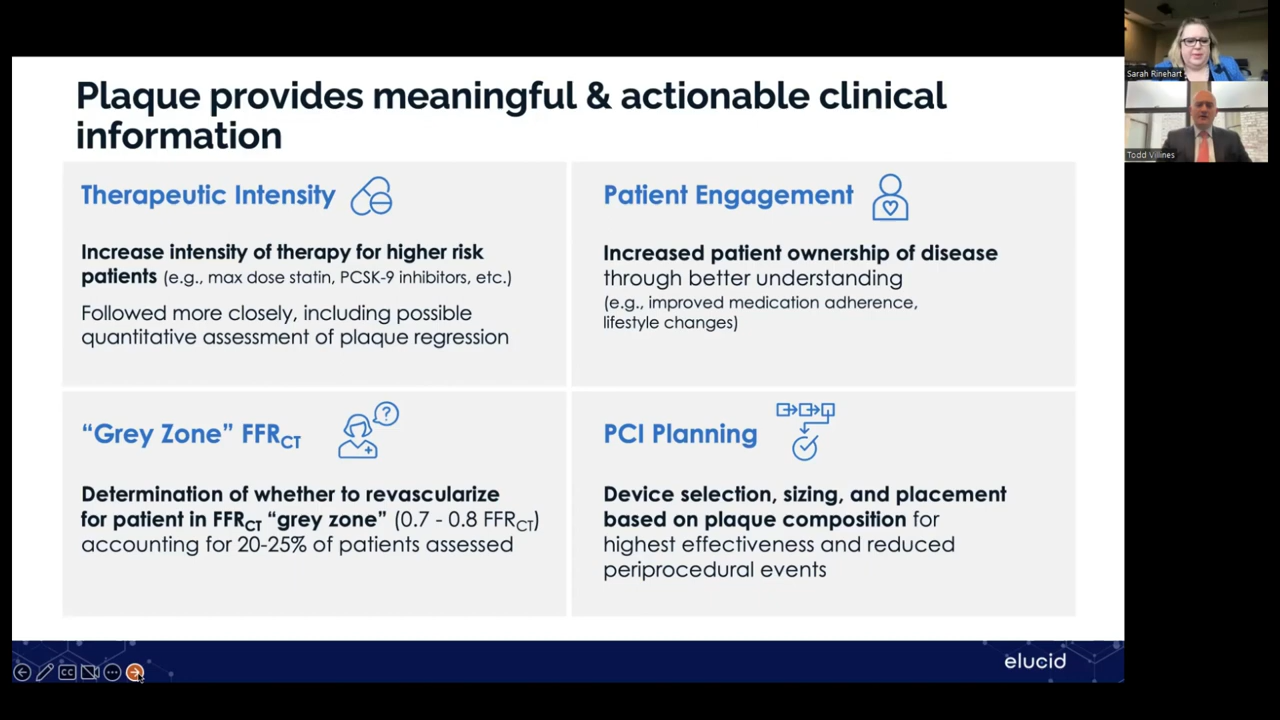 Plaque provides meaningful & actionable clinical
information
Therapeutic Intensity
Increase intensity of therapy for higher risk
patients (e.g., max dose statin, PCSK-9 inhibitors, etc.)
Followed more closely, including possible
quantitative assessment of plaque regression
Patient Engagement
Increased patient ownership of disease
through better understanding
(e.g., improved medication adherence,
lifestyle changes)
“Grey Zone” FFRCT
?
Determination of whether to revascularize
for patient in FFRCT “grey zone” (0.7 - 0.8 FFRCT)
accounting for 20-25% of patients assessed
PCI Planning
Device selection, sizing, and placement
based on plaque composition for
highest effectiveness and reduced
periprocedural events
elucid
CC
Sarah Rinehart
Todd Villines